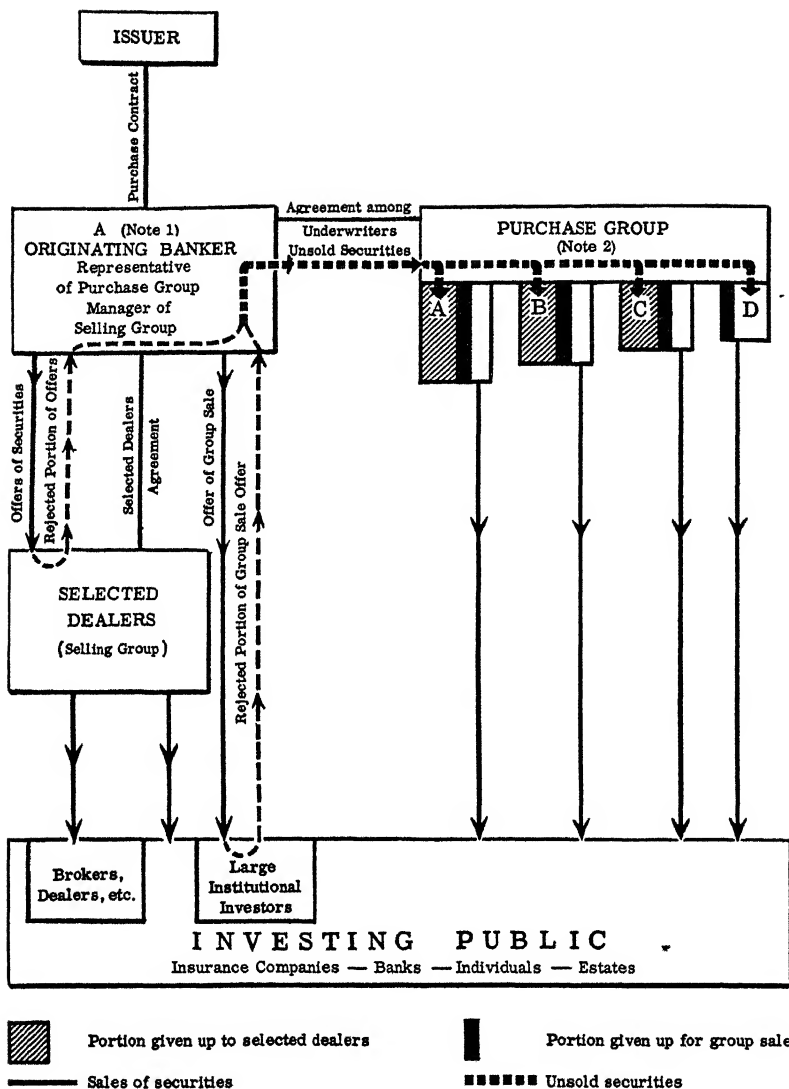 ISSUER
Purchase Contract
A (Note 1)
ORIGINATING BANKER
Representative
of Purchase Group
Manager of
Selling Group
Agreement among
Underwriters
Unsold Securities
PURCHASE GROUP
(Note 2)
A
B
C
D
Offers of Securities
Rejected Portion of Offers
Selected Dealers
Agreement
Offer of Group Sale
Rejected Portion of Group Sale Offer
SELECTED
DEALERS
(Selling Group)
Brokers,
Dealers, etc.
Large
Institutional
Investors
INVESTING PUBLIC
Insurance Companies — Banks — Individuals — Estates
Portion given up to selected dealers
Portion given up for group sale
Sales of securities
Unsold securities